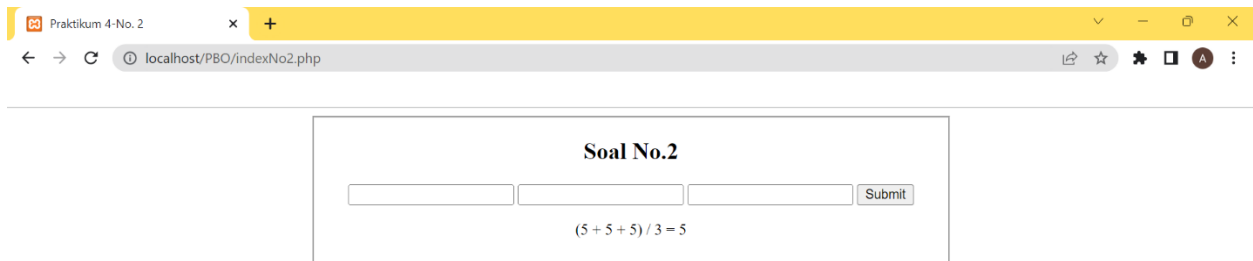 Praktikum 4-No. 2
localhost/PBO/indexNo2.php
A
Soal No.2
Submit
(5 + 5 + 5) / 3 = 5